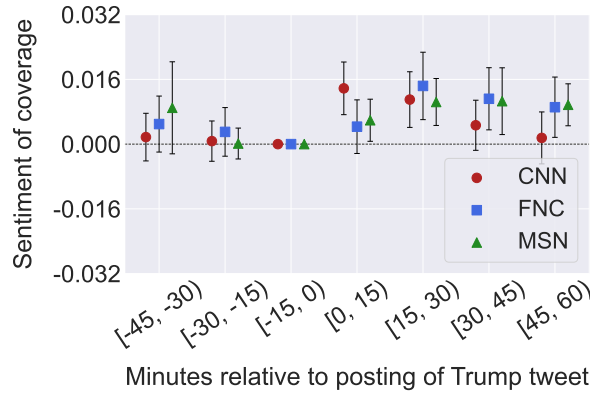 Sentiment of coverage
0.032
0.016
0.000
-0.016
-0.032
CNN
FNC
MSN
[-45, -30)
[-30, -15)
[-15, 0)
[0, 15)
[15, 30)
[30, 45)
[45, 60)
Minutes relative to posting of Trump tweet